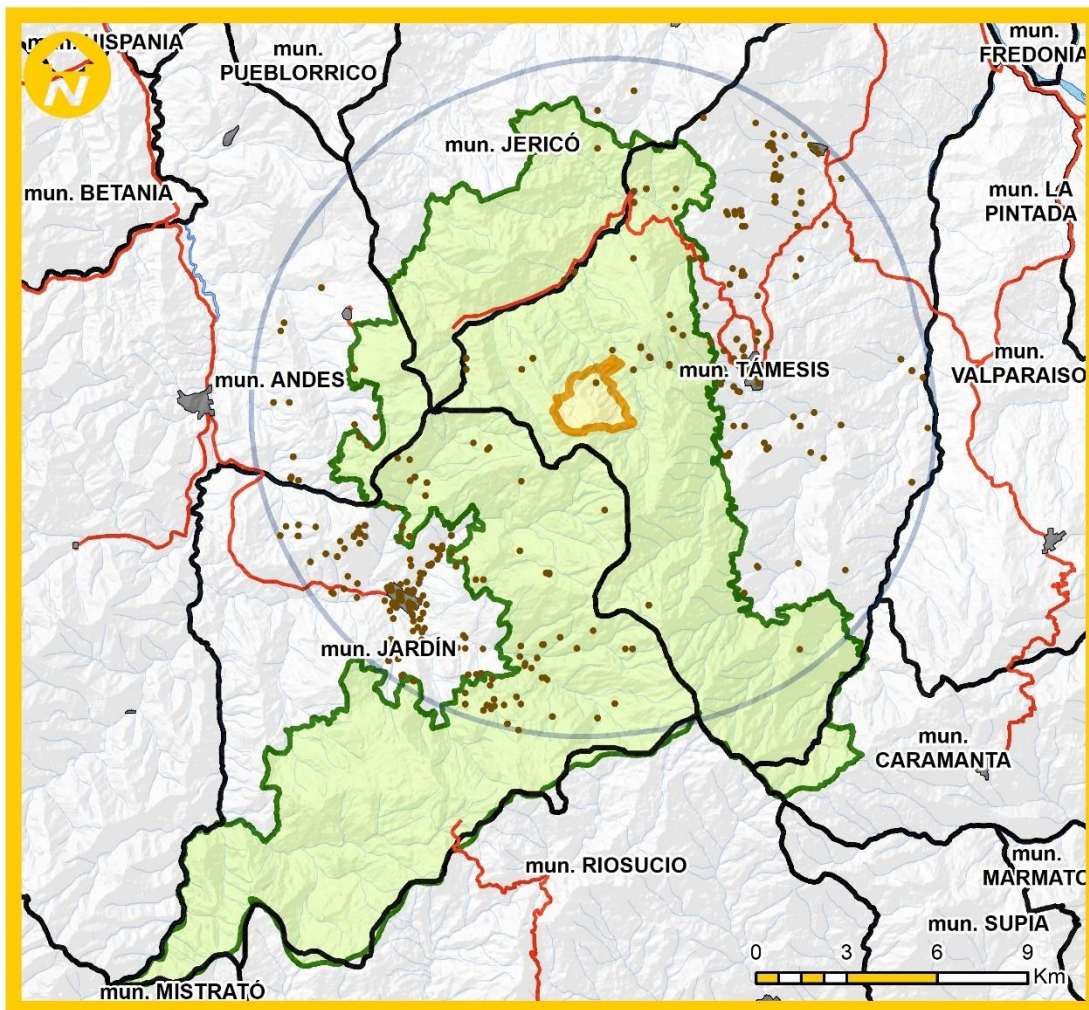 mun. HISPANIA
N
mun.
PUEBLORRICO
mun.
FREDONIA
mun. JERICÓ
mun. BETANIA
mun. LA
PINTADA
mun. ANDES
mun. TÁMESIS
mun.
VALPARAISO
mun. JARDÍN
mun.
CARAMANTA
mun. RIOSUCIO
mun.
MARMATO
mun. SUPIA
0 3 6 9
Km
mun. MISTRATÓ